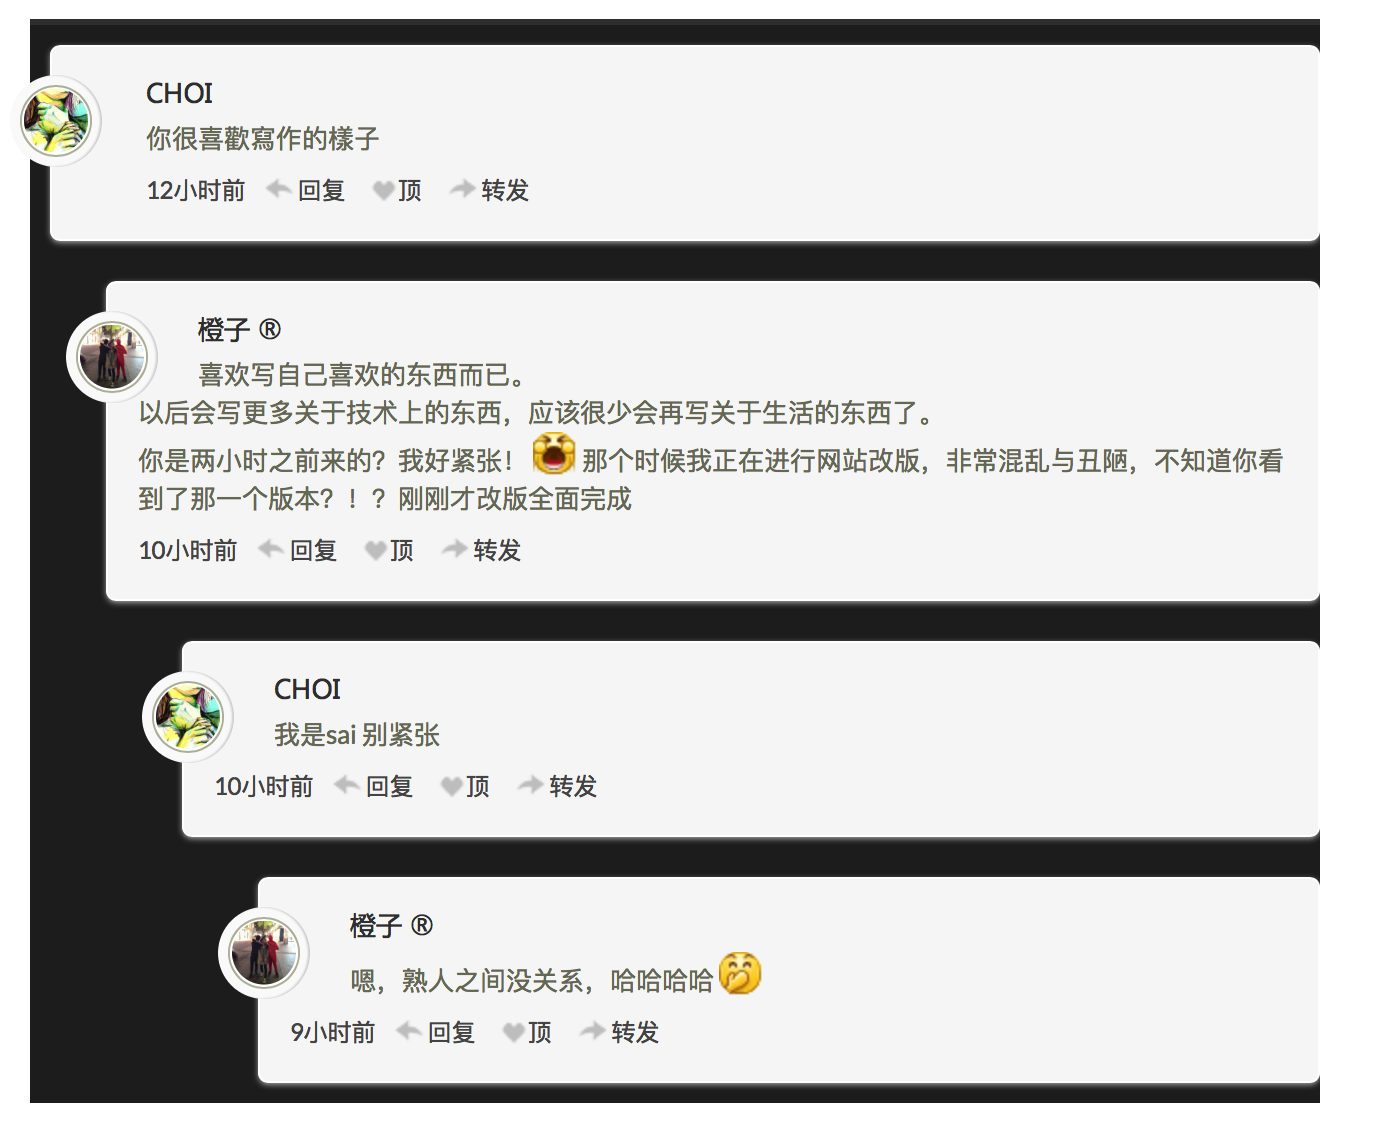 CHOI
你很喜歡寫作的樣子
12小时前 回复 顶 转发
橙子 ®
喜欢写自己喜欢的东西而已。
以后会写更多关于技术上的东西，应该很少会再写关于生活的东西了。
你是两小时之前来的？我好紧张！ 那个时候我正在进行网站改版，非常混乱与丑陋，不知道你看
到了那一个版本？！？刚刚才改版全面完成
10小时前 回复 顶 转发
CHOI
我是sai 别紧张
10小时前 回复 顶 转发
橙子 ®
嗯，熟人之间没关系，哈哈哈哈
9小时前 回复 顶 转发